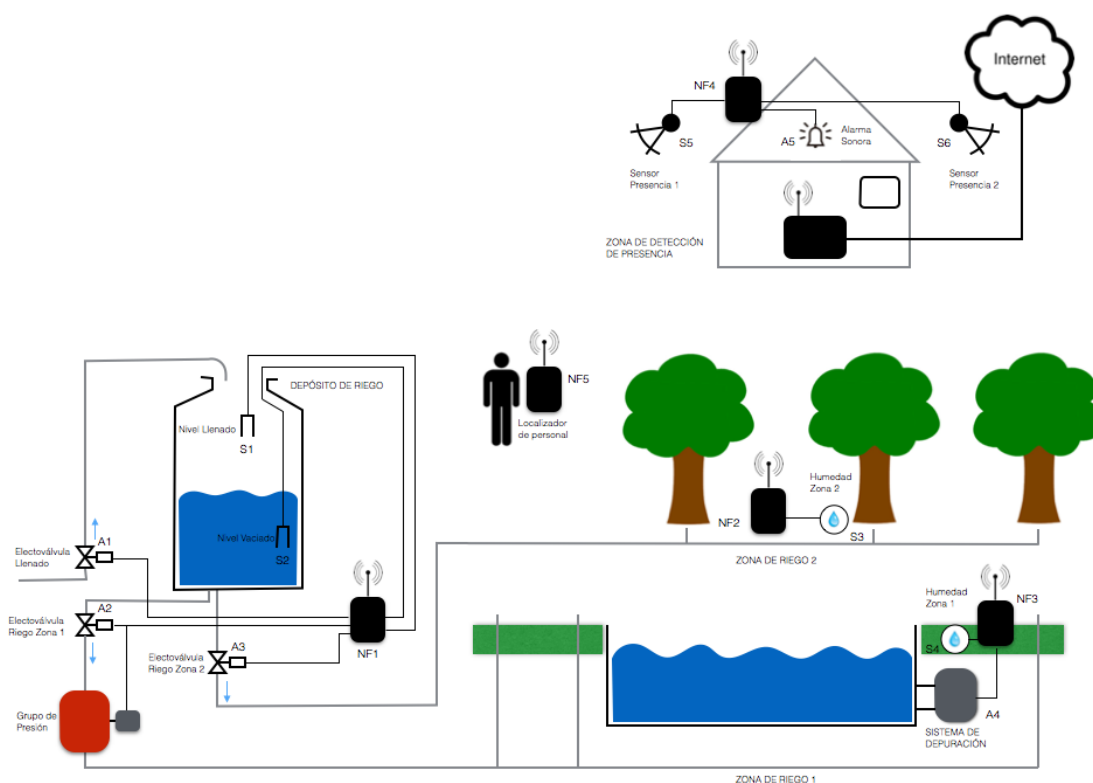 Internet
NF4
S5
A5
Alarma
Sonora
S6
Sensor
Presencia 1
Sensor
Presencia 2
ZONA DE DETECCIÓN
DE PRESENCIA
NF5
Localizador
de personal
DEPÓSITO DE RIEGO
Nivel Llenado
S1
Nivel Vaciado
S2
A1
Electoválvula
Llenado
A2
Electoválvula
Riego Zona 1
A3
Electoválvula
Riego Zona 2
NF1
Grupo de
Presión
Humedad
Zona 2
NF2
S3
ZONA DE RIEGO 2
Humedad
Zona 1
NF3
S4
A4
SISTEMA DE
DEPURACIÓN
ZONA DE RIEGO 1